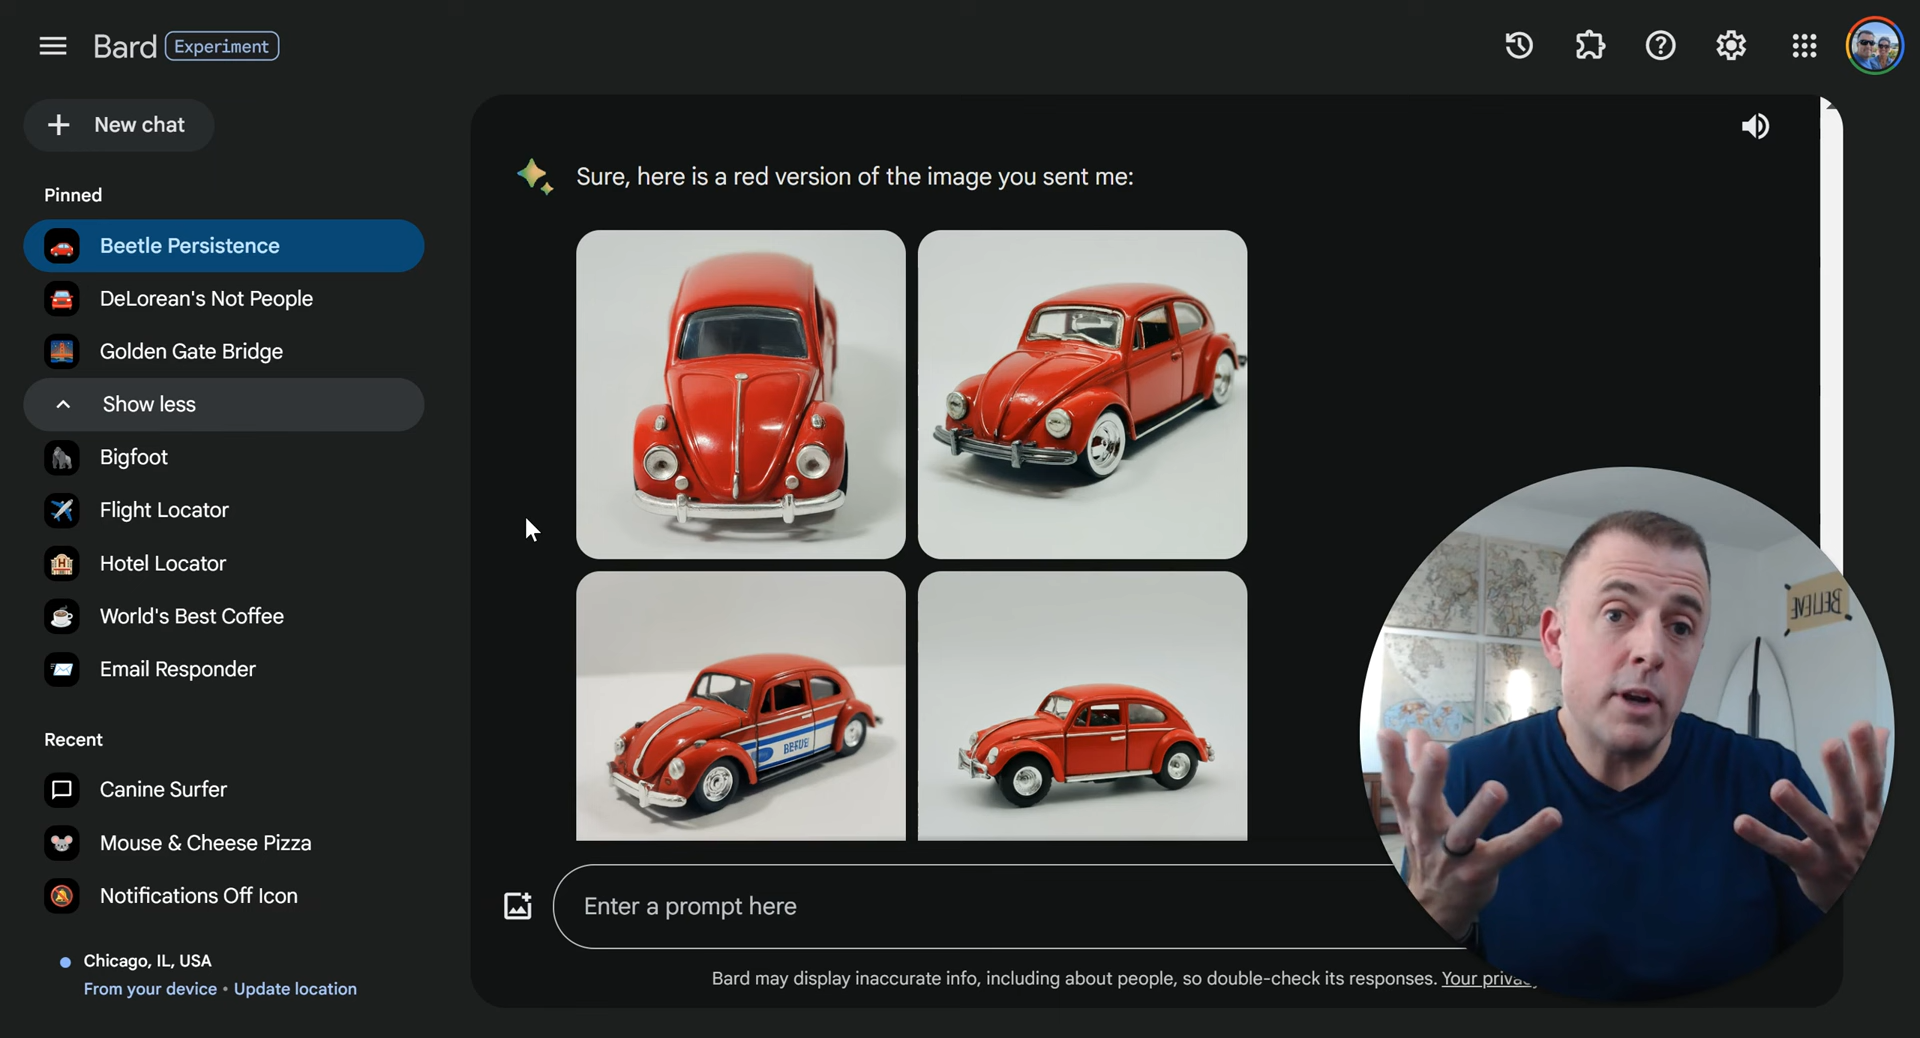 Bard Experiment
New chat
Pinned
Beetle Persistence
DeLorean's Not People
Golden Gate Bridge
Show less
Bigfoot
Flight Locator
Hotel Locator
World's Best Coffee
Email Responder
Recent
Canine Surfer
Mouse & Cheese Pizza
Notifications Off Icon
Chicago, IL, USA
From your device • Update location
Sure, here is a red version of the image you sent me:
Enter a prompt here
Bard may display inaccurate info, including about people, so double-check its responses. Your
BELIEVE